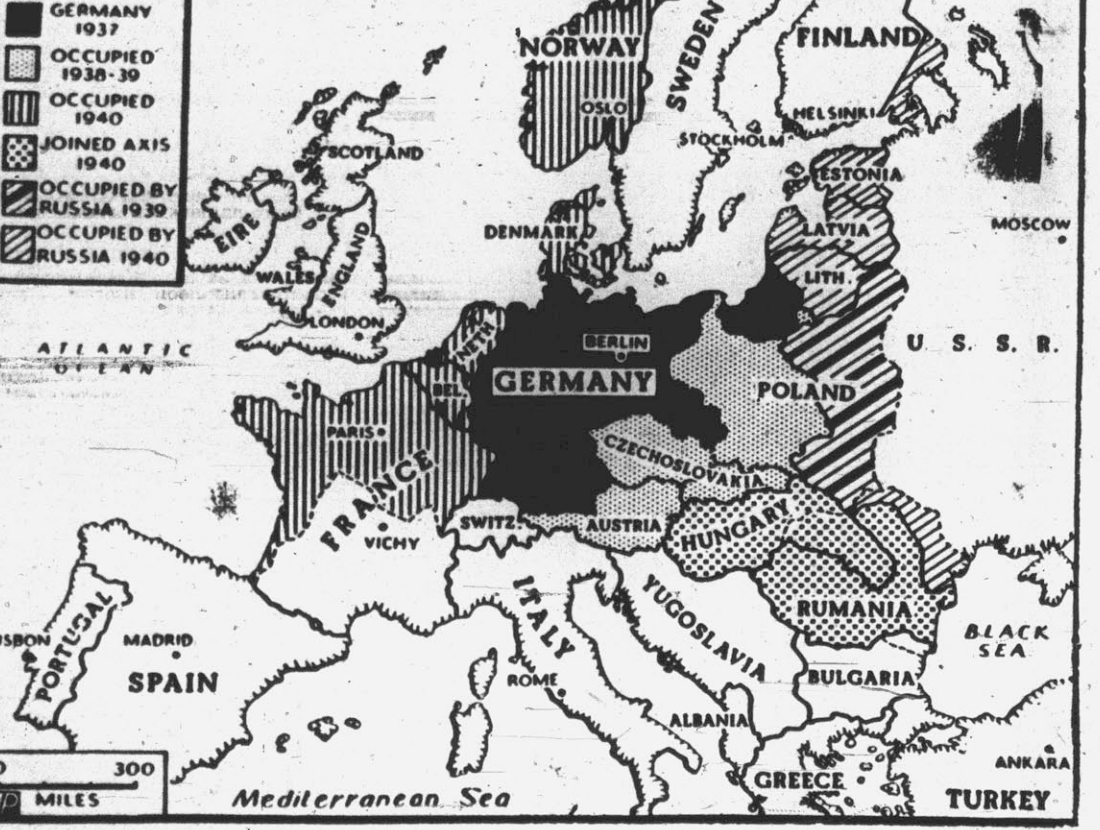 GERMANY
1937
OCCUPIED
1938-39
OCCUPIED
1940
JOINED AXIS
1940
OCCUPIED BY
RUSSIA 1939
OCCUPIED BY
RUSSIA 1940
NORWAY
OSLO
SWEDEN
STOCKHOLM
FINLAND
HELSINKI
ESTONIA
LATVIA
LITH.
MOSCOW
SCOTLAND
EIRE
WALES
ENGLAND
LONDON
DENMARK
NETH.
BEL.
BERLIN
GERMANY
POLAND
U. S. S. R.
ATLANTIC
OCEAN
PARIS
FRANCE
VICHY
CZECHOSLOVAKIA
SWITZ.
AUSTRIA
HUNGARY
RUMANIA
ITALY
ROME
YUGOSLAVIA
BLACK
SEA
BULGARIA
ALBANIA
PORTUGAL
MADRID
SPAIN
GREECE
ANKARA
TURKEY
300
MILES
Mediterranean Sea